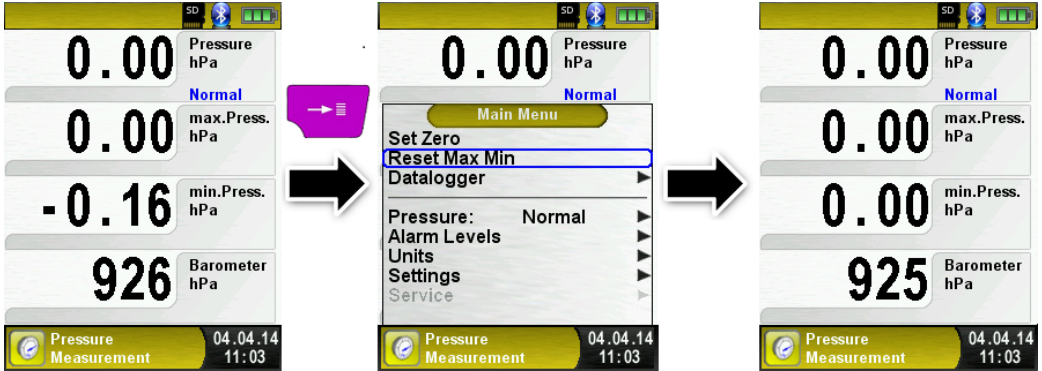 SD
0.00 Pressure
hPa
Normal
0.00 max.Press.
hPa
-0.16 min.Press.
hPa
926 Barometer
hPa
Pressure 04.04.14
Measurement 11:03
SD
0.00 Pressure
hPa
Normal
Main Menu
Set Zero
Reset Max Min
Datalogger
Pressure: Normal
Alarm Levels
Units
Settings
Service
Pressure 04.04.14
Measurement 11:03
SD
0.00 Pressure
hPa
Normal
0.00 max.Press.
hPa
0.00 min.Press.
hPa
925 Barometer
hPa
Pressure 04.04.14
Measurement 11:03